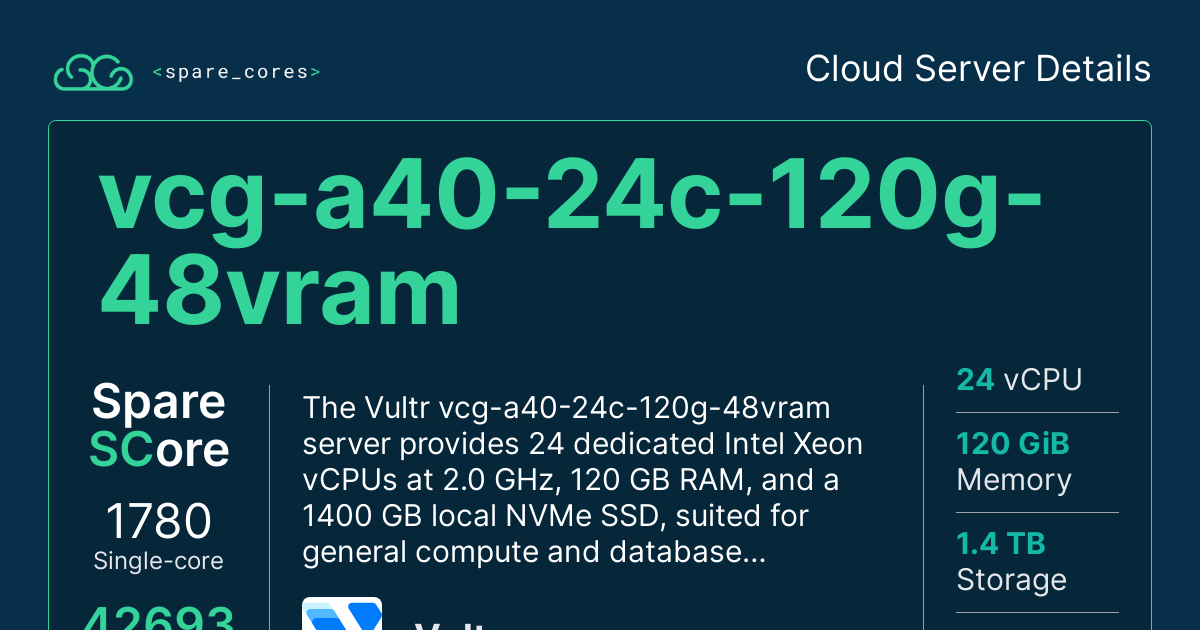 <spare_cores>
Cloud Server Details
vcg-a40-24c-120g-
48vram
Spare
SCore
1780
Single-core
42693
The Vultr vcg-a40-24c-120g-48vram
server provides 24 dedicated Intel Xeon
vCPUs at 2.0 GHz, 120 GB RAM, and a
1400 GB local NVMe SSD, suited for
general compute and database...
Vultr
24 vCPU
120 GiB
Memory
1.4 TB
Storage